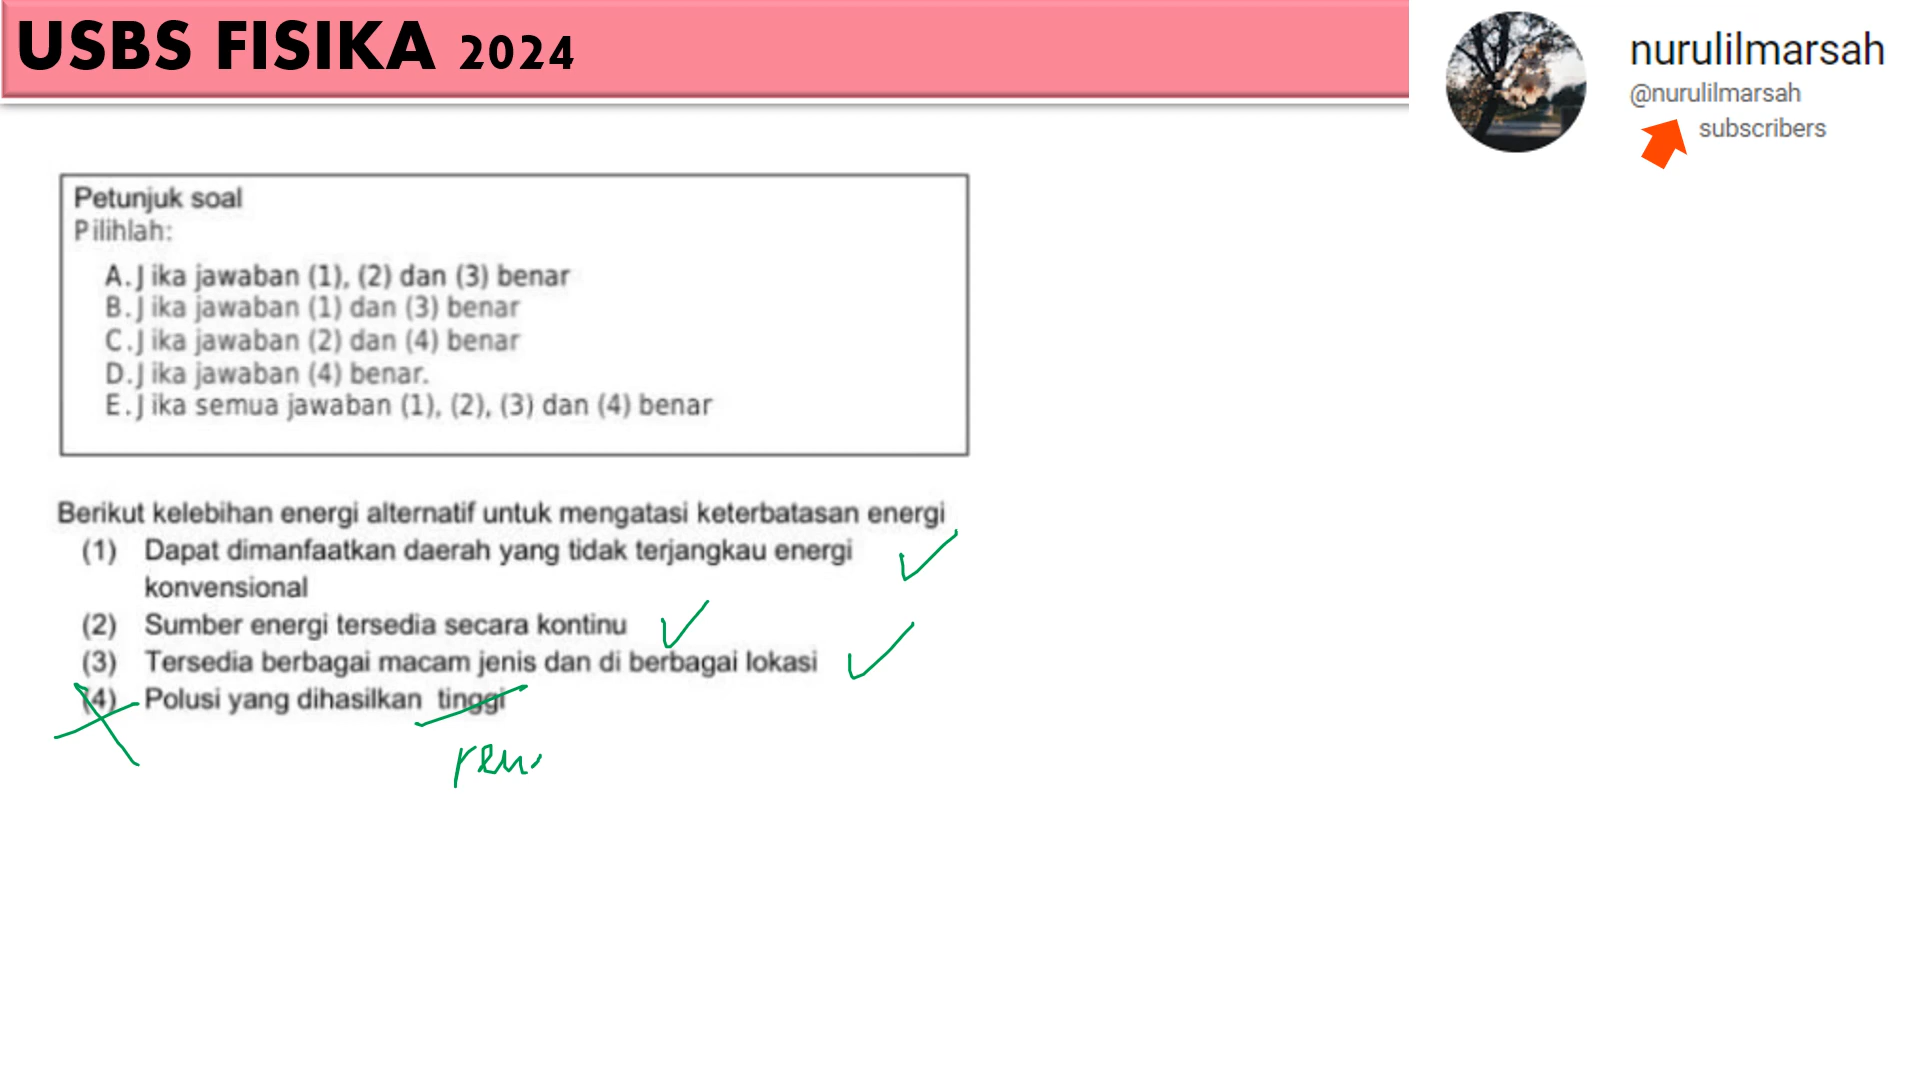 USBS FISIKA 2024
nurulilmarsah
@nurulilmarsah
subscribers
Petunjuk soal
Pilihlah:
A. Jika jawaban (1), (2) dan (3) benar
B. Jika jawaban (1) dan (3) benar
C. Jika jawaban (2) dan (4) benar
D. Jika jawaban (4) benar.
E. Jika semua jawaban (1), (2), (3) dan (4) benar
Berikut kelebihan energi alternatif untuk mengatasi keterbatasan energi
(1) Dapat dimanfaatkan daerah yang tidak terjangkau energi
konvensional
(2) Sumber energi tersedia secara kontinu
(3) Tersedia berbagai macam jenis dan di berbagai lokasi
(4) Polusi yang dihasilkan tinggi